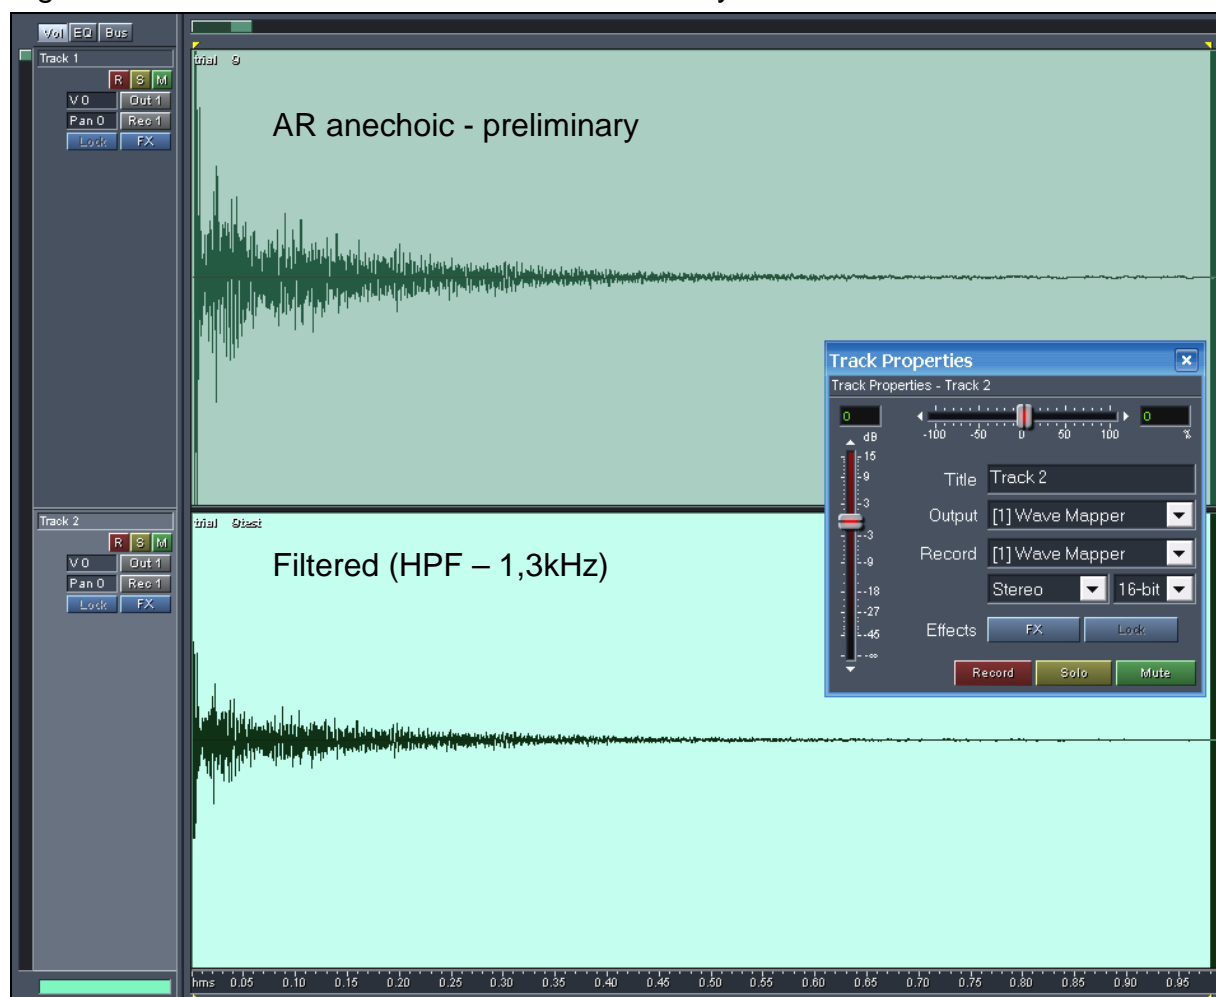 Vol EQ Bus
Track 1
R S M
V 0 Out 1
Pan 0 Rec 1
Lock FX
trial 9
AR anechoic - preliminary
Track Properties
Track Properties - Track 2
0 0
dB -100 -50 0 50 100 %
15
9
3
-3
-9
-18
-27
-45
-∞
Title Track 2
Output [1] Wave Mapper
Record [1] Wave Mapper
Stereo 16-bit
Effects FX Lock
Record Solo Mute
Track 2
R S M
V 0 Out 1
Pan 0 Rec 1
Lock FX
trial 9test
Filtered (HPF – 1,3kHz)
hms 0.05 0.10 0.15 0.20 0.25 0.30 0.35 0.40 0.45 0.50 0.55 0.60 0.65 0.70 0.75 0.80 0.85 0.90 0.95